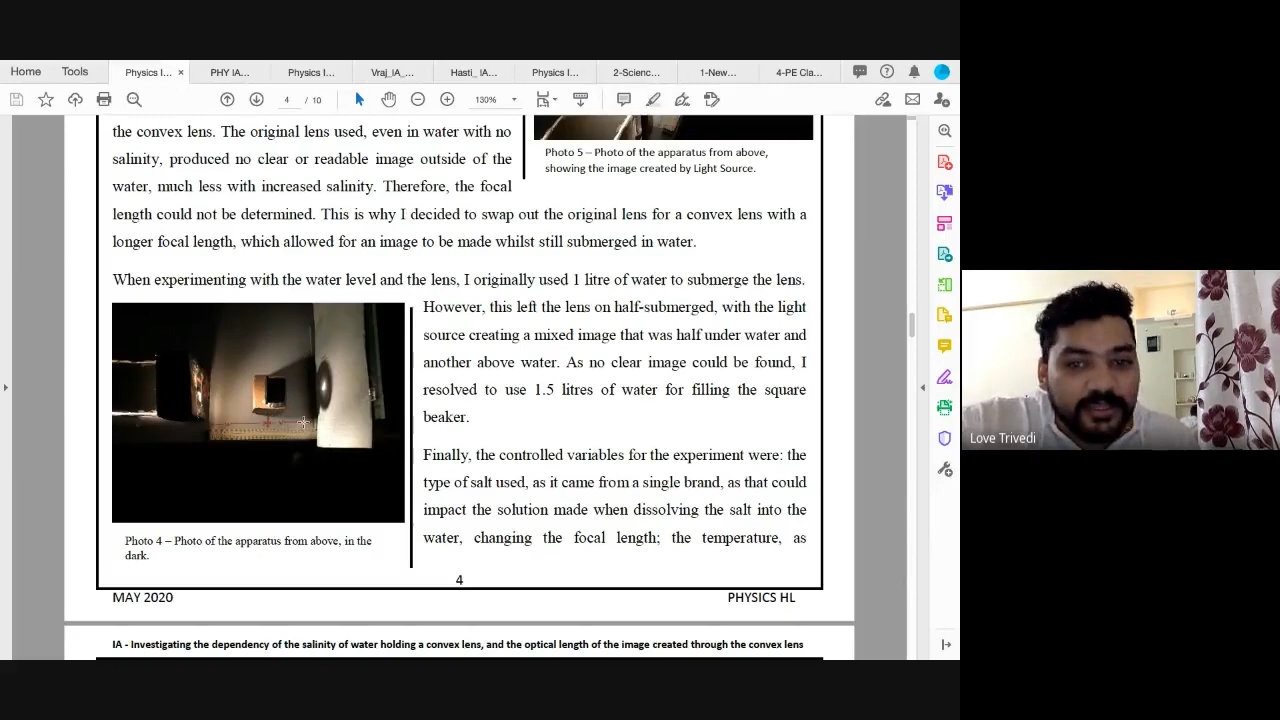 Home Tools Physics I... × PHY IA... Physics I... Vraj_IA_... Hasti_ IA... Physics I... 2-Scienc... 1-New... 4-PE Cla...
4 / 10 130%
the convex lens. The original lens used, even in water with no
salinity, produced no clear or readable image outside of the
water, much less with increased salinity. Therefore, the focal
Photo 5 – Photo of the apparatus from above,
showing the image created by Light Source.
length could not be determined. This is why I decided to swap out the original lens for a convex lens with a
longer focal length, which allowed for an image to be made whilst still submerged in water.
When experimenting with the water level and the lens, I originally used 1 litre of water to submerge the lens.
However, this left the lens on half-submerged, with the light
source creating a mixed image that was half under water and
another above water. As no clear image could be found, I
resolved to use 1.5 litres of water for filling the square
beaker.
Finally, the controlled variables for the experiment were: the
type of salt used, as it came from a single brand, as that could
impact the solution made when dissolving the salt into the
water, changing the focal length; the temperature, as
Photo 4 – Photo of the apparatus from above, in the
dark.
4
MAY 2020 PHYSICS HL
IA - Investigating the dependency of the salinity of water holding a convex lens, and the optical length of the image created through the convex lens
Love Trivedi